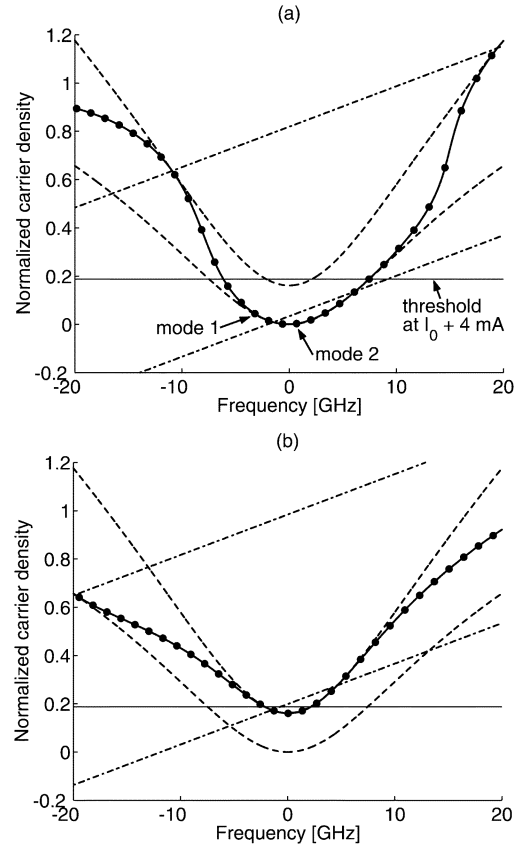 (a)
Normalized carrier density
1.2
1
0.8
0.6
0.4
0.2
0
-0.2
mode 1
mode 2
threshold
at I0 + 4 mA
-20
-10
0
10
20
Frequency [GHz]
(b)
Normalized carrier density
1.2
1
0.8
0.6
0.4
0.2
0
-0.2
-20
-10
0
10
20
Frequency [GHz]